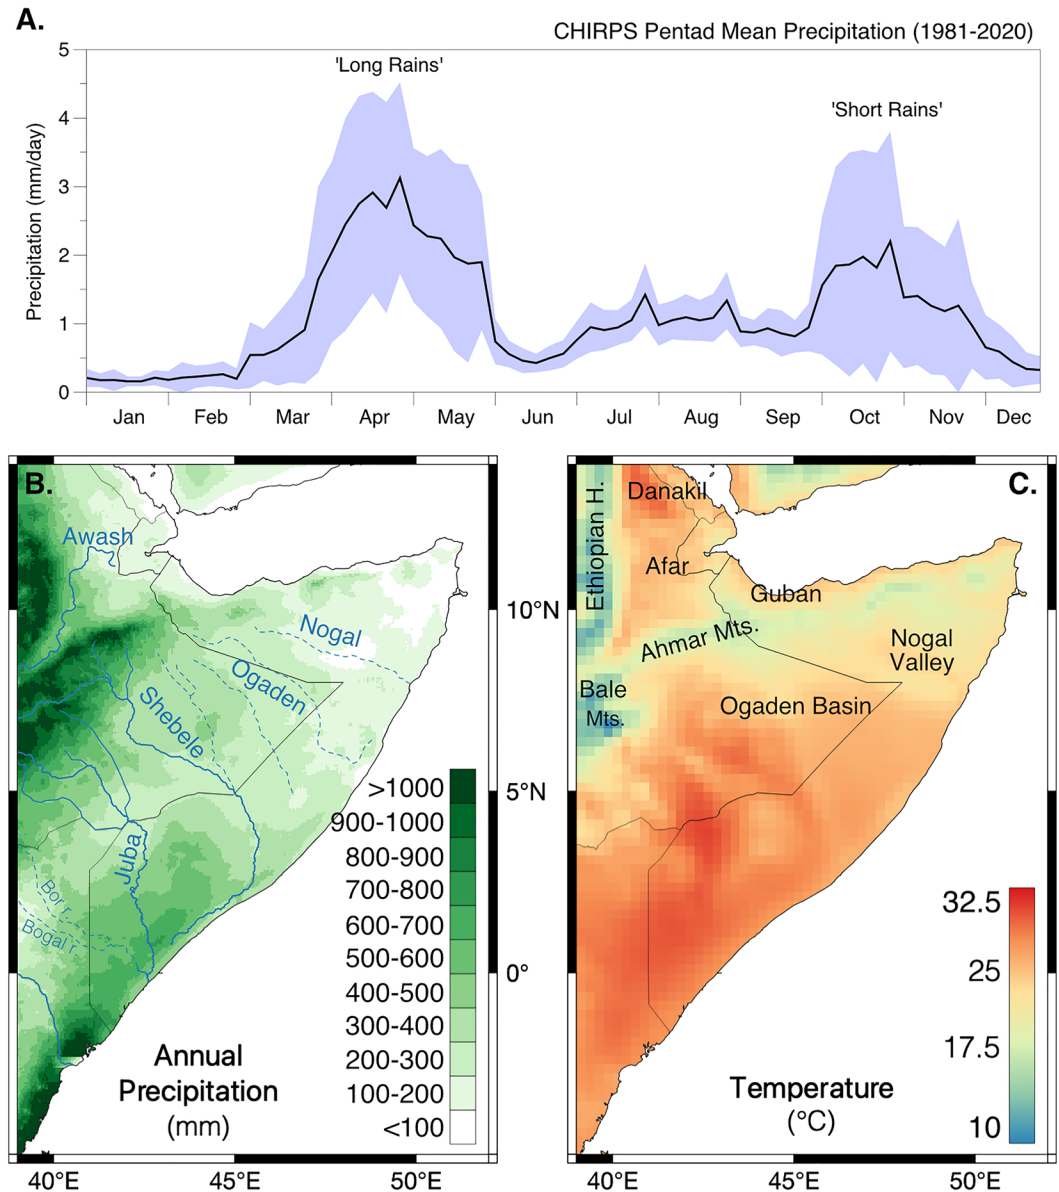 A.
CHIRPS Pentad Mean Precipitation (1981-2020)
Precipitation (mm/day)
5
4
3
2
1
0
'Long Rains'
'Short Rains'
Jan Feb Mar Apr May Jun Jul Aug Sep Oct Nov Dec
B.
Awash
Nogal
Ogaden
Shebele
Juba
Bor r.
Bogal r.
>1000
900-1000
800-900
700-800
600-700
500-600
400-500
300-400
200-300
100-200
<100
Annual
Precipitation
(mm)
40°E 45°E 50°E
10°N
5°N
0°
C.
Danakil
Ethiopian H.
Afar
Guban
Ahmar Mts.
Nogal
Valley
Bale
Mts.
Ogaden Basin
32.5
25
17.5
10
Temperature
(°C)
40°E 45°E 50°E